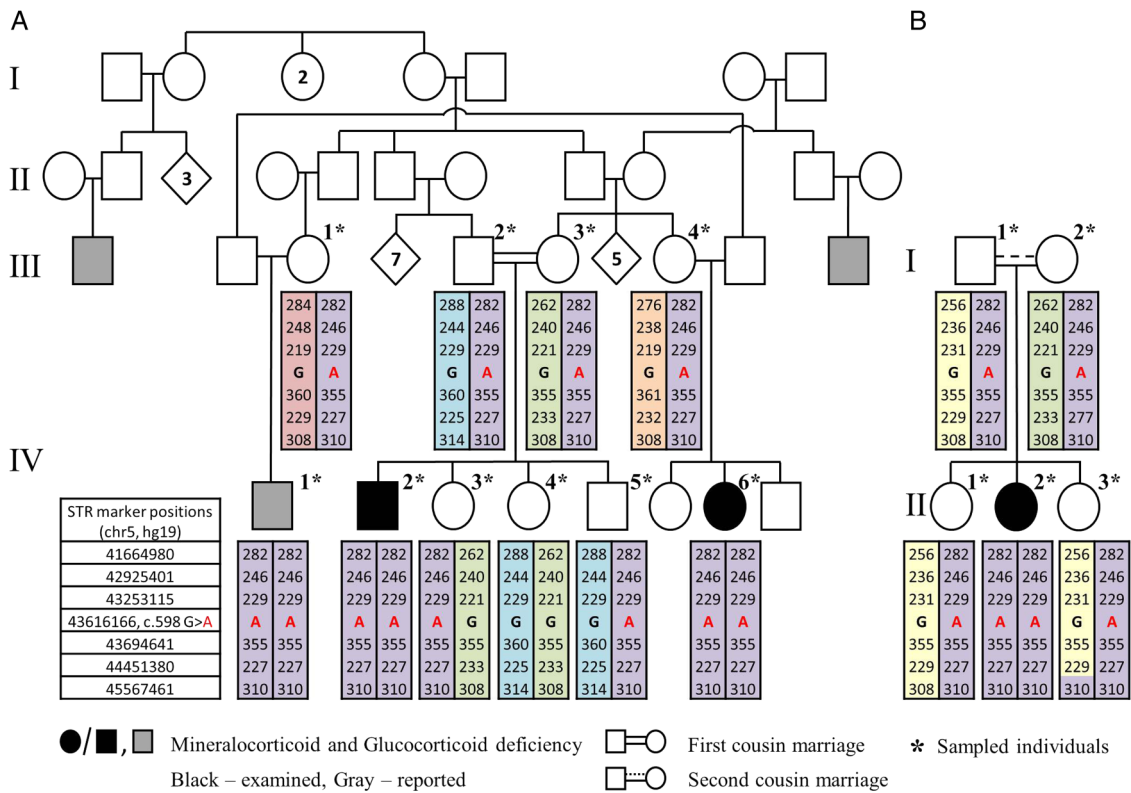 A B
I
2
II
3
1* 2* 3* 4* 1* 2*
III 7 5 I
284 282 288 282 262 282 276 282 256 282 262 282
248 246 244 246 240 246 238 246 236 246 240 246
219 229 229 229 221 229 219 229 231 229 221 229
G A G A G A G A G A G A
360 355 360 355 355 355 361 355 355 355 355 355
229 227 225 227 233 227 232 227 229 227 233 277
308 310 314 310 308 310 308 310 308 310 308 310
IV
1* 2* 3* 4* 5* 6* II 1* 2* 3*
STR marker positions
(chr5, hg19)
41664980 282 282 282 282 282 262 288 262 288 282 282 282 256 282 282 282 256 282
42925401 246 246 246 246 246 240 244 240 244 246 246 246 236 246 246 246 236 246
43253115 229 229 229 229 229 221 229 221 229 229 229 229 231 229 229 229 231 229
43616166, c.598 G>A A A A A A G G G G A A A G A A A G A
43694641 355 355 355 355 355 355 360 355 360 355 355 355 355 355 355 355 355 355
44451380 227 227 227 227 227 233 225 233 225 227 227 227 229 227 227 227 229 227
45567461 310 310 310 310 310 308 314 308 314 310 310 310 308 310 310 310 310 310
/ , Mineralocorticoid and Glucocorticoid deficiency First cousin marriage * Sampled individuals
Black – examined, Gray – reported Second cousin marriage